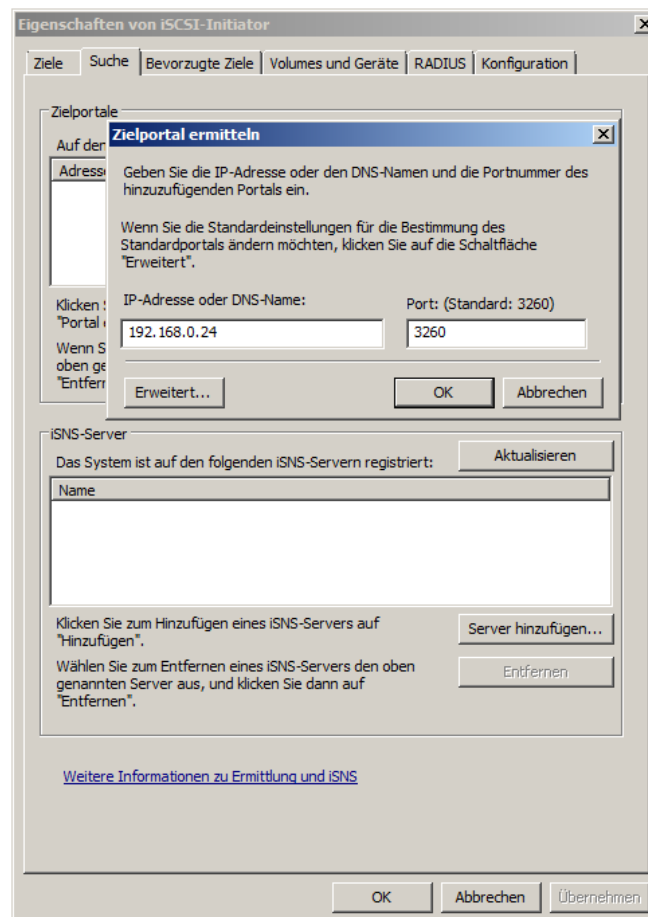 Eigenschaften von iSCSI-Initiator
Ziele Suche Bevorzugte Ziele Volumes und Geräte RADIUS Konfiguration
Zielportale
Auf
Zielportal ermitteln
Geben Sie die IP-Adresse oder den DNS-Namen und die Portnummer des
hinzuzufügenden Portals ein.
Wenn Sie die Standardeinstellungen für die Bestimmung des
Standardportals ändern möchten, klicken Sie auf die Schaltfläche
"Erweitert".
IP-Adresse oder DNS-Name:
Port: (Standard: 3260)
192.168.0.24
3260
Erweitert...
OK
Abbrechen
Klicken
"Portal
Wenn
oben
iSNS-Server
Das System ist auf den folgenden iSNS-Servern registriert:
Aktualisieren
Name
Klicken Sie zum Hinzufügen eines iSNS-Servers auf
"Hinzufügen".
Server hinzufügen...
Wählen Sie zum Entfernen eines iSNS-Servers den oben
genannten Server aus, und klicken Sie dann auf
"Entfernen".
Entfernen
Weitere Informationen zu Ermittlung und iSNS
OK
Abbrechen
Übernehmen